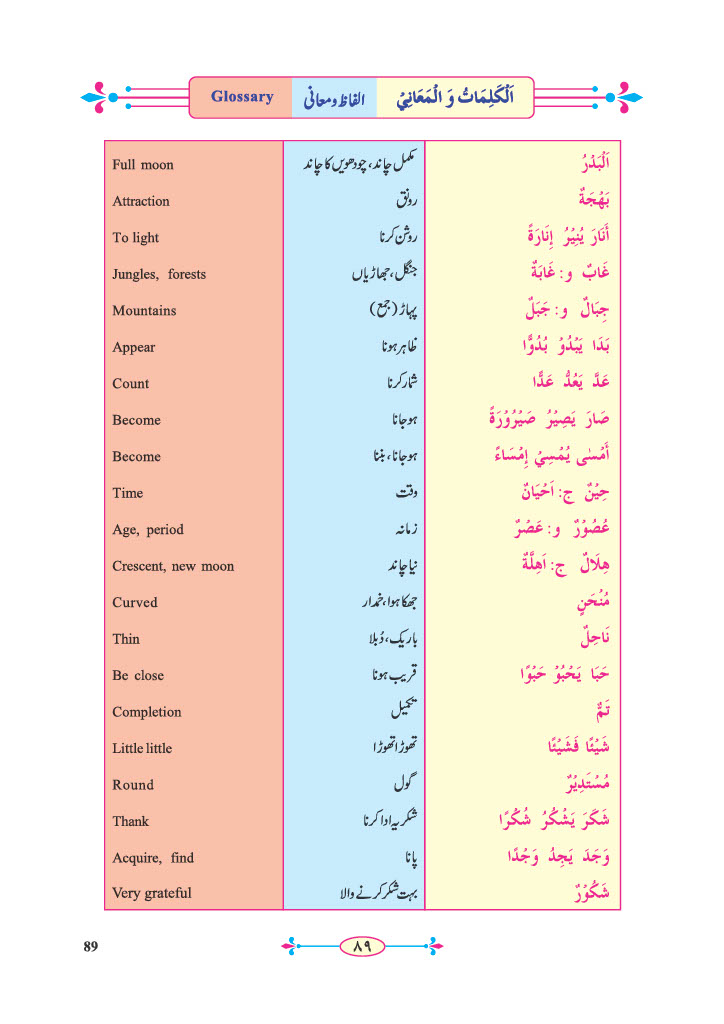 Glossary الفاظ و معانی اَلْكَلِمَاتُ وَ الْمَعَانِيْ
Full moon مکمل چاند، چودھویں کا چاند اَلْبَدْرُ
Attraction رونق بَهْجَةٌ
To light روشن کرنا أَنَارَ يُنِيْرُ إِنَارَةً
Jungles, forests جنگل، جھاڑیاں غَابٌ و: غَابَةٌ
Mountains پہاڑ (جمع) جِبَالٌ و: جَبَلٌ
Appear ظاہر ہونا بَدَا يَبْدُوْ بُدُوًّا
Count شمار کرنا عَدَّ يَعُدُّ عَدًّا
Become ہوجانا صَارَ يَصِيْرُ صَيْرُوْرَةً
Become ہوجانا، بننا أَمْسٰى يُمْسِيْ إِمْسَاءً
Time وقت حِيْنٌ ج: اَحْيَانٌ
Age, period زمانہ عُصُوْرٌ و: عَصْرٌ
Crescent, new moon نیا چاند هِلَالٌ ج: اَهِلَّةٌ
Curved جھکا ہوا، خمدار مُنْحَنٍ
Thin باریک، دُبلا نَاحِلٌ
Be close قریب ہونا حَبَا يَحْبُوْ حَبْوًا
Completion تکمیل تَمٌّ
Little little تھوڑا تھوڑا شَيْئًا فَشَيْئًا
Round گول مُسْتَدِيْرٌ
Thank شکریہ ادا کرنا شَكَرَ يَشْكُرُ شُكْرًا
Acquire, find پانا وَجَدَ يَجِدُ وَجْدًا
Very grateful بہت شکر کرنے والا شَكُوْرٌ
89 ٨٩